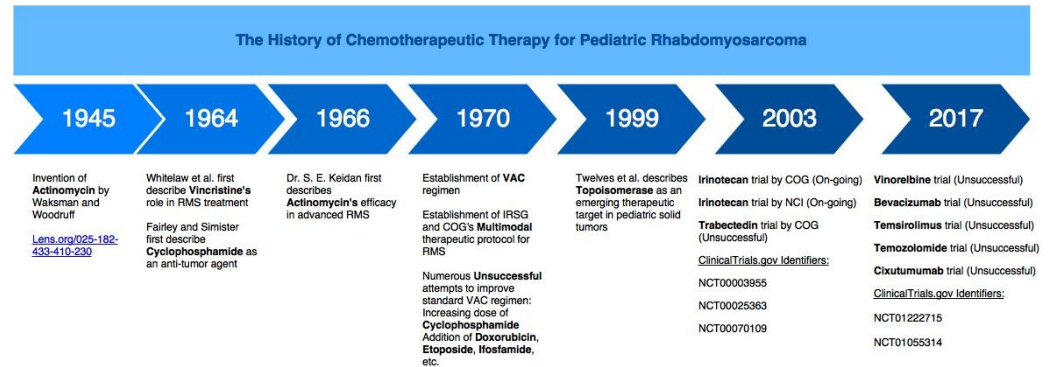 The History of Chemotherapeutic Therapy for Pediatric Rhabdomyosarcoma
1945
1964
1966
1970
1999
2003
2017
Invention of
Actinomycin by
Waksman and
Woodruff
Lens.org/025-182-
433-410-230
Whitelaw et al. first
describe Vincristine's
role in RMS treatment
Fairley and Simister
first describe
Cyclophosphamide as
an anti-tumor agent
Dr. S. E. Keidan first
describes
Actinomycin's efficacy
in advanced RMS
Establishment of VAC
regimen
Establishment of IRSG
and COG's Multimodal
therapeutic protocol for
RMS
Numerous Unsuccessful
attempts to improve
standard VAC regimen:
Increasing dose of
Cyclophosphamide
Addition of Doxorubicin,
Etoposide, Ifosfamide,
etc.
Twelves et al. describes
Topoisomerase as an
emerging therapeutic
target in pediatric solid
tumors
Irinotecan trial by COG (On-going)
Irinotecan trial by NCI (On-going)
Trabectedin trial by COG
(Unsuccessful)
ClinicalTrials.gov Identifiers:
NCT00003955
NCT00025363
NCT00070109
Vinorelbine trial (Unsuccessful)
Bevacizumab trial (Unsuccessful)
Temsirolimus trial (Unsuccessful)
Temozolomide trial (Unsuccessful)
Cixutumumab trial (Unsuccessful)
ClinicalTrials.gov Identifiers:
NCT01222715
NCT01055314